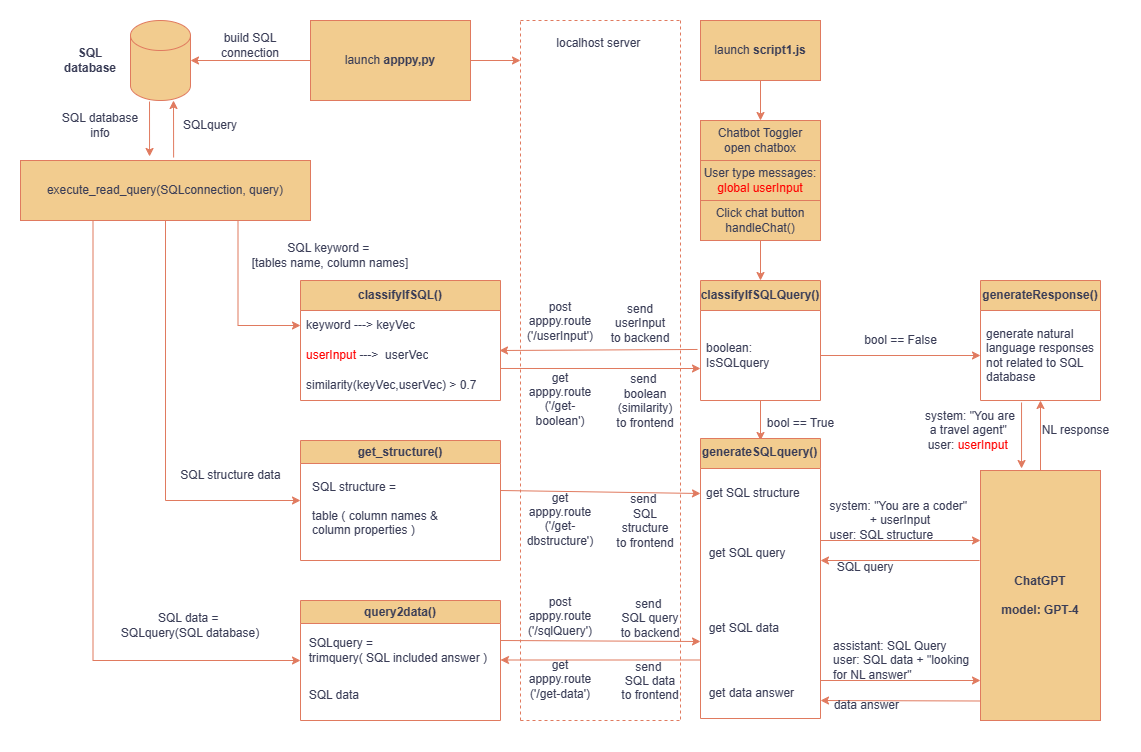 SQL
database
build SQL
connection
launch apppy,py
localhost server
launch script1.js
SQL database
info
SQLquery
execute_read_query(SQLconnection, query)
Chatbot Toggler
open chatbox
User type messages:
global userInput
Click chat button
handleChat()
SQL keyword =
[tables name, column names]
classifyIfSQL()
keyword ---> keyVec
userInput ---> userVec
similarity(keyVec,userVec) > 0.7
post
apppy.route
('/userInput')
send
userInput
to backend
get
apppy.route
('/get-
boolean')
send
boolean
(similarity)
to frontend
classifyIfSQLQuery()
boolean:
IsSQLquery
bool == False
bool == True
generateResponse()
generate natural
language responses
not related to SQL
database
system: "You are
a travel agent"
user: userInput
NL response
SQL structure data
get_structure()
SQL structure =
table ( column names &
column properties )
get
apppy.route
('/get-
dbstructure')
send
SQL
structure
to frontend
generateSQLquery()
get SQL structure
get SQL query
get SQL data
get data answer
system: "You are a coder"
+ userInput
user: SQL structure
SQL query
ChatGPT
model: GPT-4
SQL data =
SQLquery(SQL database)
query2data()
SQLquery =
trimquery( SQL included answer )
SQL data
post
apppy.route
('/sqlQuery')
send
SQL query
to backend
get
apppy.route
('/get-data')
send
SQL data
to frontend
assistant: SQL Query
user: SQL data + "looking
for NL answer"
data answer